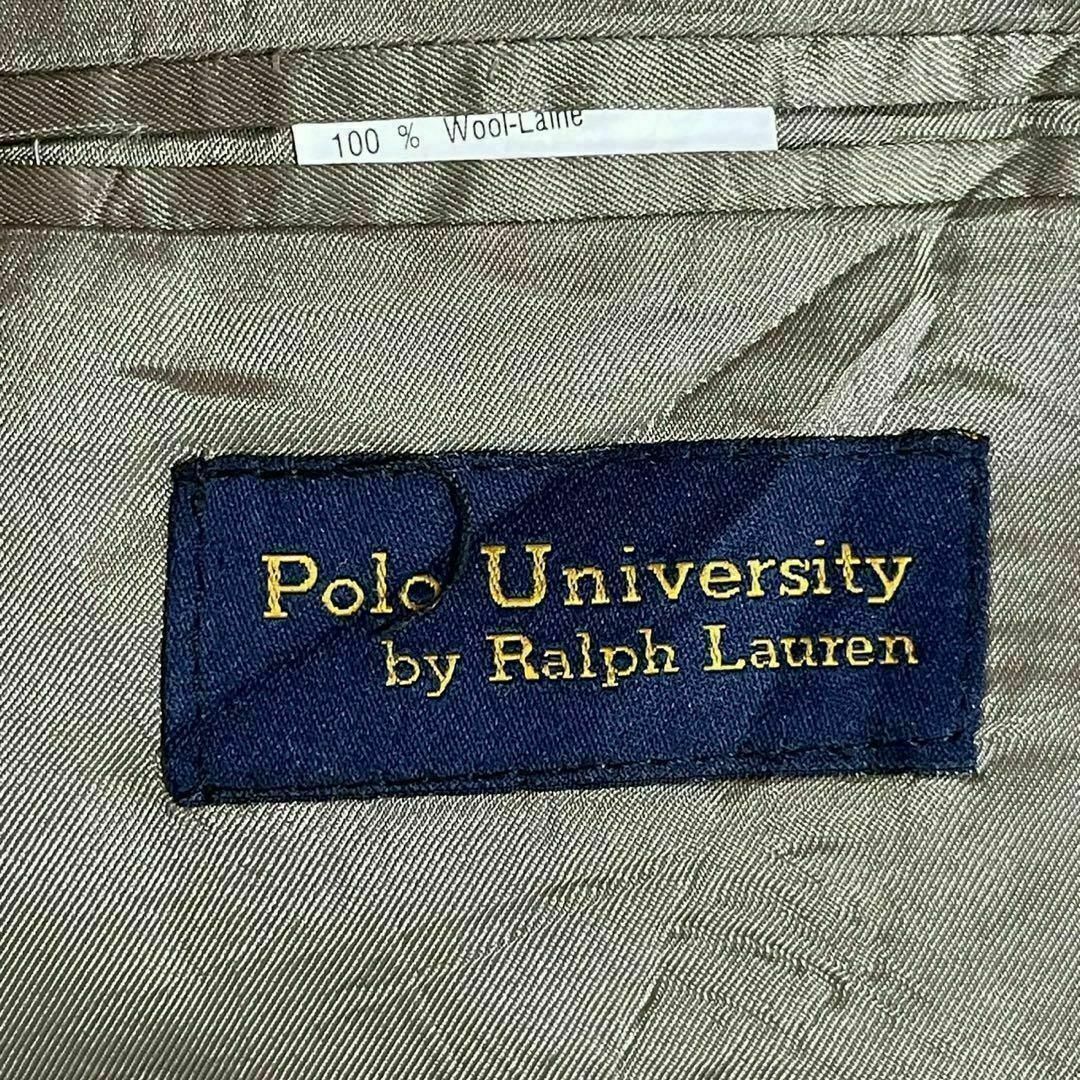 100 % Wool-Laine
Polo University
by Ralph Lauren